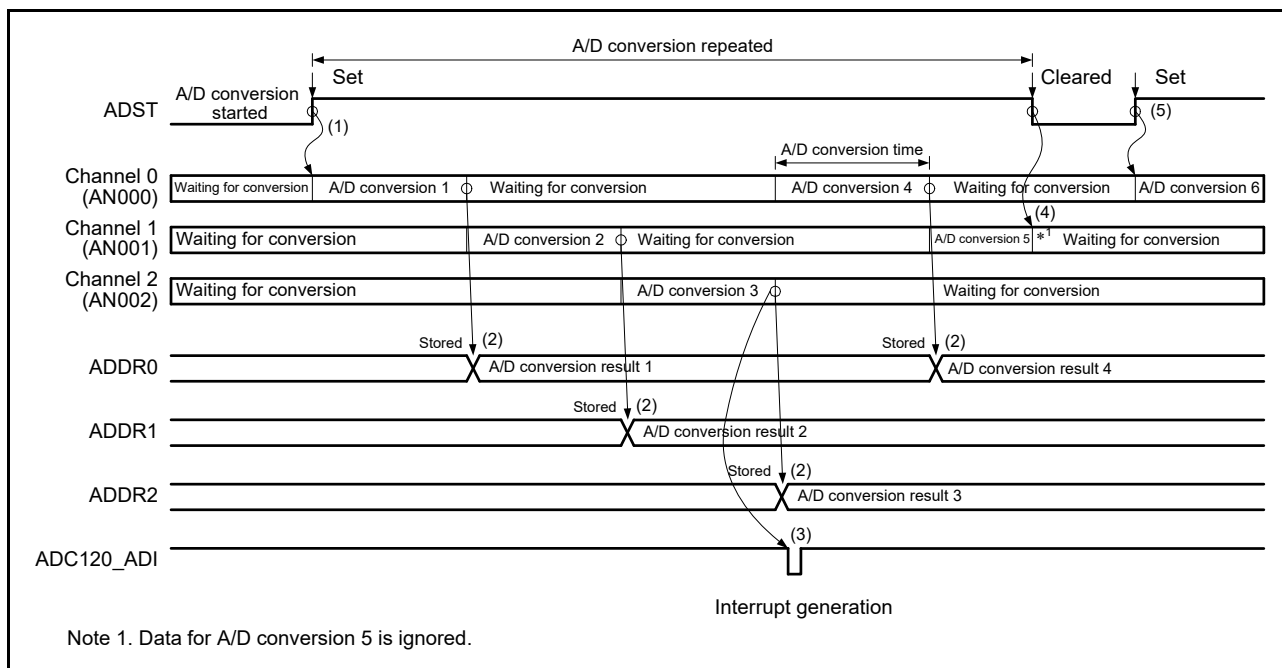 A/D conversion repeated
Set
Cleared
Set
A/D conversion
started
ADST
(1)
(5)
A/D conversion time
Channel 0
(AN000)
Waiting for conversion
A/D conversion 1
Waiting for conversion
A/D conversion 4
Waiting for conversion
A/D conversion 6
(4)
Channel 1
(AN001)
Waiting for conversion
A/D conversion 2
Waiting for conversion
A/D conversion 5
*1
Waiting for conversion
Channel 2
(AN002)
Waiting for conversion
A/D conversion 3
Waiting for conversion
Stored
(2)
Stored
(2)
ADDR0
A/D conversion result 1
A/D conversion result 4
Stored
(2)
ADDR1
A/D conversion result 2
Stored
(2)
ADDR2
A/D conversion result 3
(3)
ADC120_ADI
Interrupt generation
Note 1. Data for A/D conversion 5 is ignored.